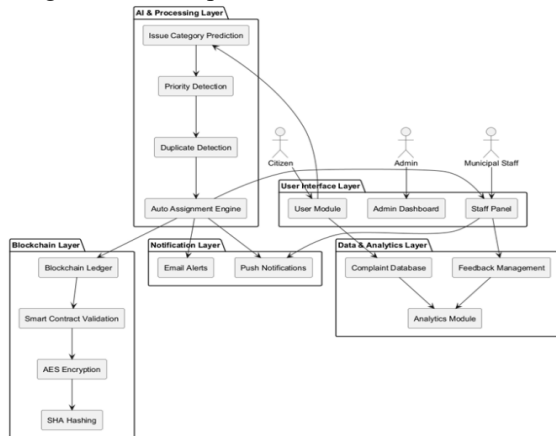 AI & Processing Layer
Issue Category Prediction
Priority Detection
Duplicate Detection
Auto Assignment Engine
Citizen
Admin
Municipal Staff
User Interface Layer
User Module
Admin Dashboard
Staff Panel
Blockchain Layer
Blockchain Ledger
Smart Contract Validation
AES Encryption
SHA Hashing
Notification Layer
Email Alerts
Push Notifications
Data & Analytics Layer
Complaint Database
Feedback Management
Analytics Module